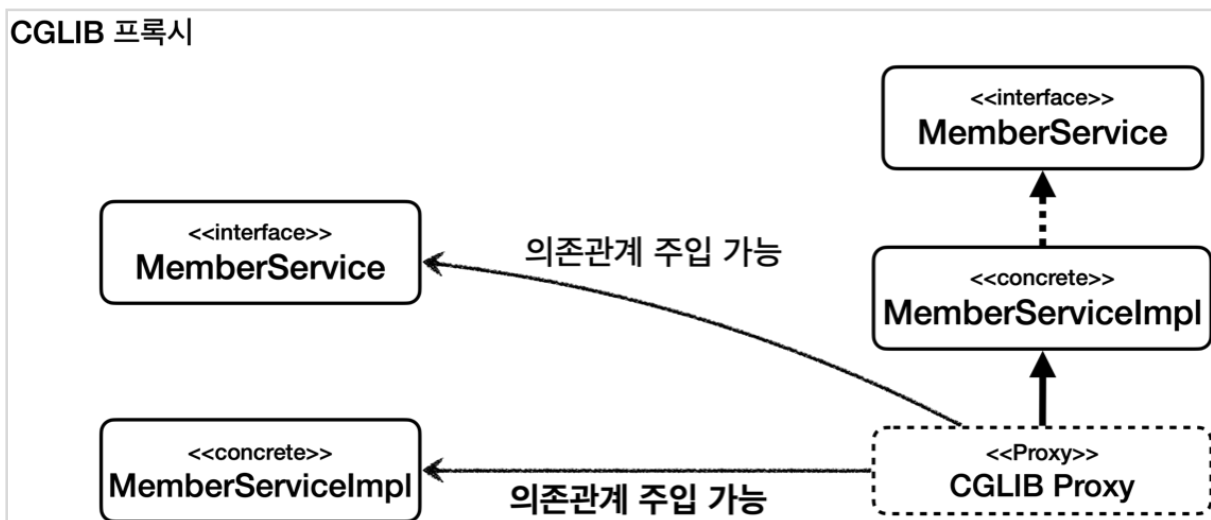 CGLIB 프록시
<<interface>>
MemberService
<<interface>>
MemberService
의존관계 주입 가능
<<concrete>>
MemberServiceImpl
<<concrete>>
MemberServiceImpl
의존관계 주입 가능
<<Proxy>>
CGLIB Proxy